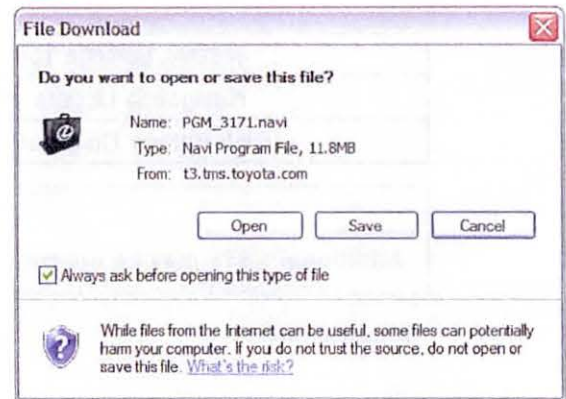 File Download
Do you want to open or save this file?
Name: PGM_3171.navi
Type: Navi Program File, 11.8MB
From: t3.tms.toyota.com
Open Save Cancel
Always ask before opening this type of file
While files from the Internet can be useful, some files can potentially
harm your computer. If you do not trust the source, do not open or
save this file. What's the risk?